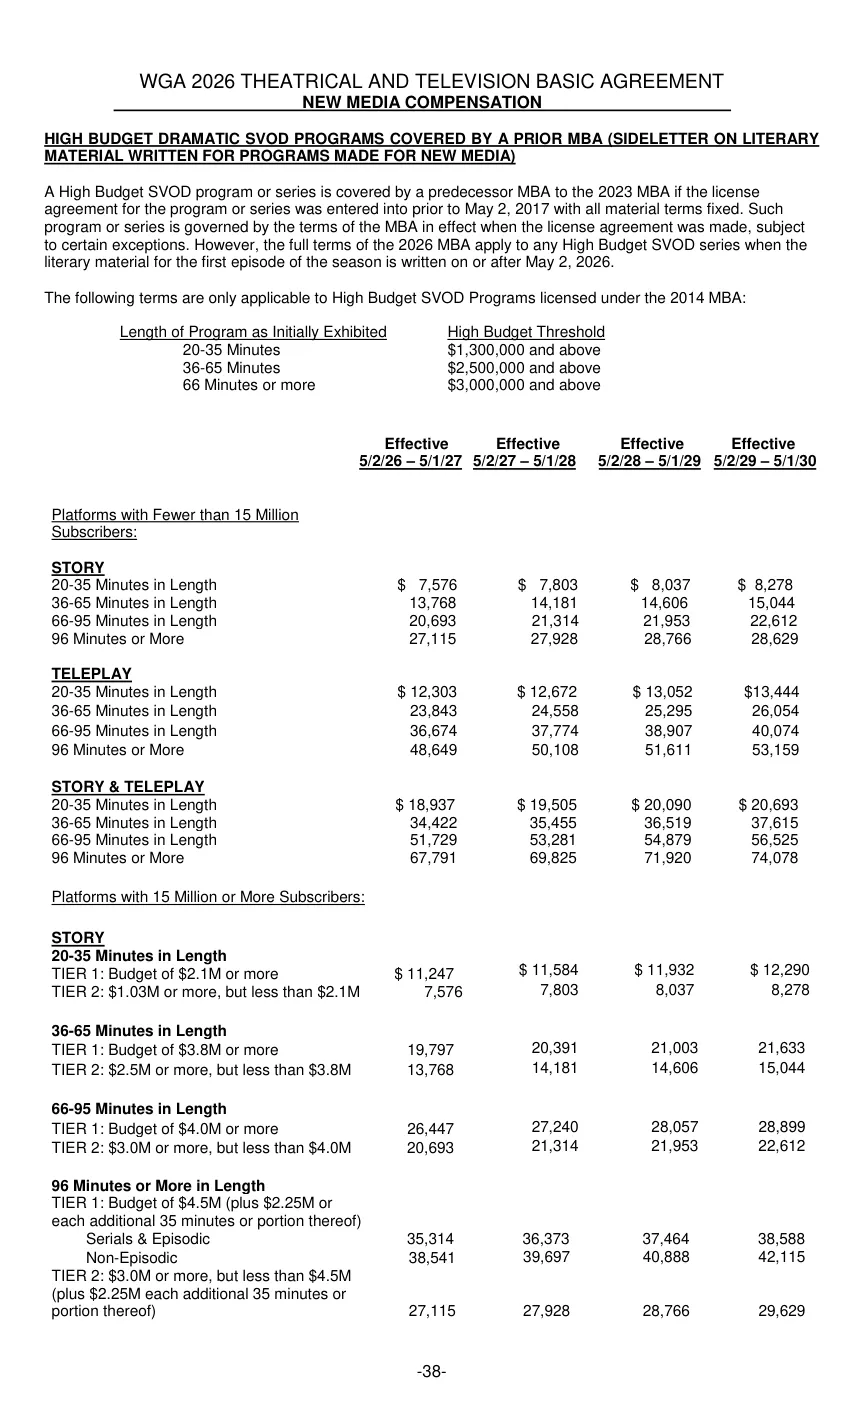 WGA 2026 THEATRICAL AND TELEVISION BASIC AGREEMENT
NEW MEDIA COMPENSATION
HIGH BUDGET DRAMATIC SVOD PROGRAMS COVERED BY A PRIOR MBA (SIDELETTER ON LITERARY
MATERIAL WRITTEN FOR PROGRAMS MADE FOR NEW MEDIA)
A High Budget SVOD program or series is covered by a predecessor MBA to the 2023 MBA if the license
agreement for the program or series was entered into prior to May 2, 2017 with all material terms fixed. Such
program or series is governed by the terms of the MBA in effect when the license agreement was made, subject
to certain exceptions. However, the full terms of the 2026 MBA apply to any High Budget SVOD series when the
literary material for the first episode of the season is written on or after May 2, 2026.
The following terms are only applicable to High Budget SVOD Programs licensed under the 2014 MBA:
Length of Program as Initially Exhibited High Budget Threshold
20-35 Minutes $1,300,000 and above
36-65 Minutes $2,500,000 and above
66 Minutes or more $3,000,000 and above
Effective Effective Effective Effective
5/2/26 – 5/1/27 5/2/27 – 5/1/28 5/2/28 – 5/1/29 5/2/29 – 5/1/30
Platforms with Fewer than 15 Million
Subscribers:
STORY
20-35 Minutes in Length $ 7,576 $ 7,803 $ 8,037 $ 8,278
36-65 Minutes in Length 13,768 14,181 14,606 15,044
66-95 Minutes in Length 20,693 21,314 21,953 22,612
96 Minutes or More 27,115 27,928 28,766 28,629
TELEPLAY
20-35 Minutes in Length $ 12,303 $ 12,672 $ 13,052 $13,444
36-65 Minutes in Length 23,843 24,558 25,295 26,054
66-95 Minutes in Length 36,674 37,774 38,907 40,074
96 Minutes or More 48,649 50,108 51,611 53,159
STORY & TELEPLAY
20-35 Minutes in Length $ 18,937 $ 19,505 $ 20,090 $ 20,693
36-65 Minutes in Length 34,422 35,455 36,519 37,615
66-95 Minutes in Length 51,729 53,281 54,879 56,525
96 Minutes or More 67,791 69,825 71,920 74,078
Platforms with 15 Million or More Subscribers:
STORY
20-35 Minutes in Length
TIER 1: Budget of $2.1M or more $ 11,247 $ 11,584 $ 11,932 $ 12,290
TIER 2: $1.03M or more, but less than $2.1M 7,576 7,803 8,037 8,278
36-65 Minutes in Length
TIER 1: Budget of $3.8M or more 19,797 20,391 21,003 21,633
TIER 2: $2.5M or more, but less than $3.8M 13,768 14,181 14,606 15,044
66-95 Minutes in Length
TIER 1: Budget of $4.0M or more 26,447 27,240 28,057 28,899
TIER 2: $3.0M or more, but less than $4.0M 20,693 21,314 21,953 22,612
96 Minutes or More in Length
TIER 1: Budget of $4.5M (plus $2.25M or
each additional 35 minutes or portion thereof)
Serials & Episodic 35,314 36,373 37,464 38,588
Non-Episodic 38,541 39,697 40,888 42,115
TIER 2: $3.0M or more, but less than $4.5M
(plus $2.25M each additional 35 minutes or
portion thereof) 27,115 27,928 28,766 29,629
-38-